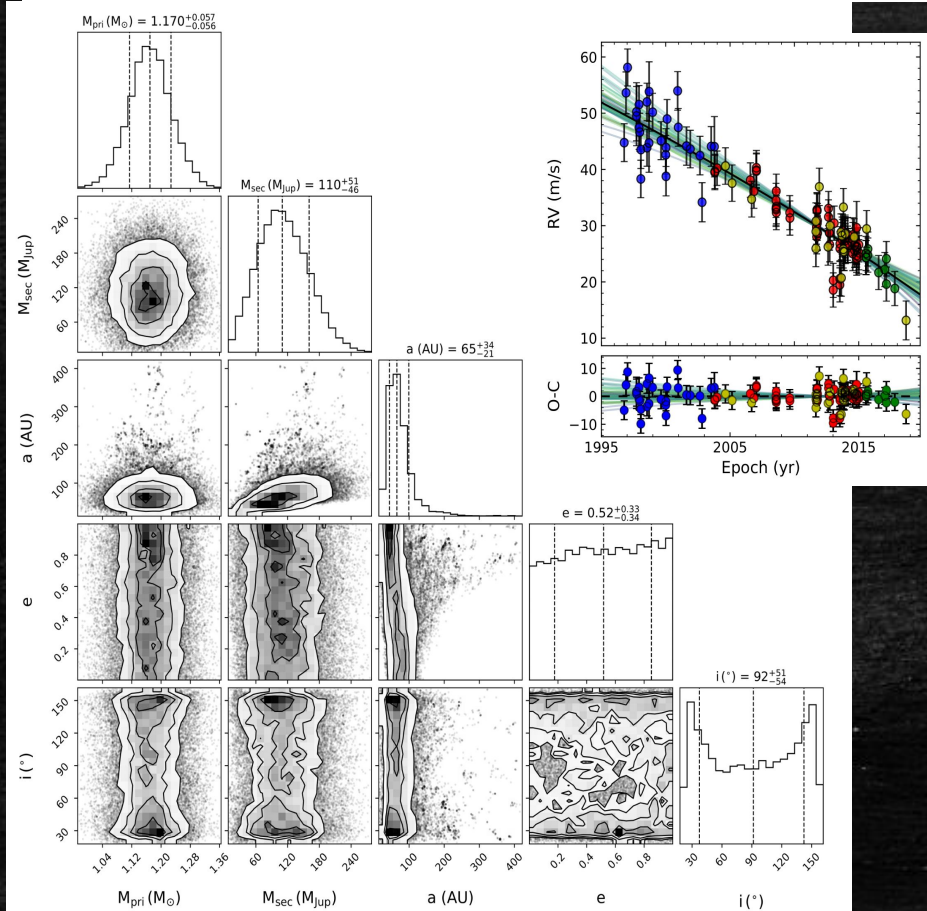 M_pri (M_⊙) = 1.170^{+0.057}_{-0.056}
M_sec (M_Jup) = 110^{+51}_{-46}
a (AU) = 65^{+34}_{-21}
e = 0.52^{+0.33}_{-0.34}
i (°) = 92^{+51}_{-54}
60
50
40
30
20
10
RV (m/s)
10
0
−10
O-C
1995 2005 2015
Epoch (yr)
240
180
120
60
M_sec (M_Jup)
400
300
200
100
a (AU)
0.8
0.6
0.4
0.2
e
150
120
90
60
30
i (°)
1.04 1.12 1.20 1.28 1.36
60 120 180 240
100 200 300 400
0.2 0.4 0.6 0.8
30 60 90 120 150
M_pri (M_⊙) M_sec (M_Jup) a (AU) e i (°)